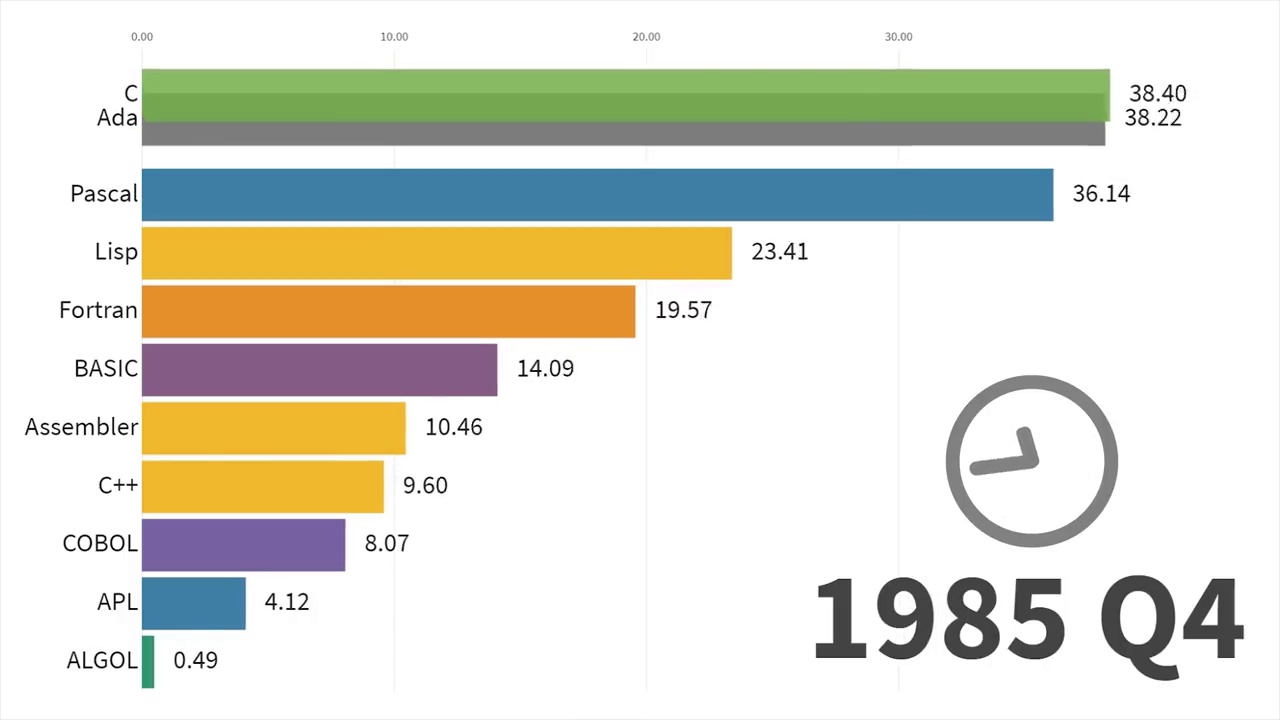 0.00 10.00 20.00 30.00
C 38.40
Ada 38.22
Pascal 36.14
Lisp 23.41
Fortran 19.57
BASIC 14.09
Assembler 10.46
C++ 9.60
COBOL 8.07
APL 4.12
ALGOL 0.49
1985 Q4